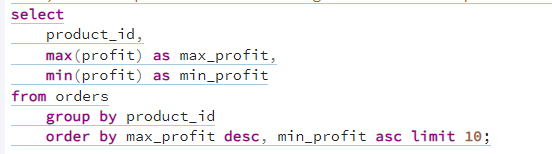 select
product_id,
max(profit) as max_profit,
min(profit) as min_profit
from orders
group by product_id
order by max_profit desc, min_profit asc limit 10;